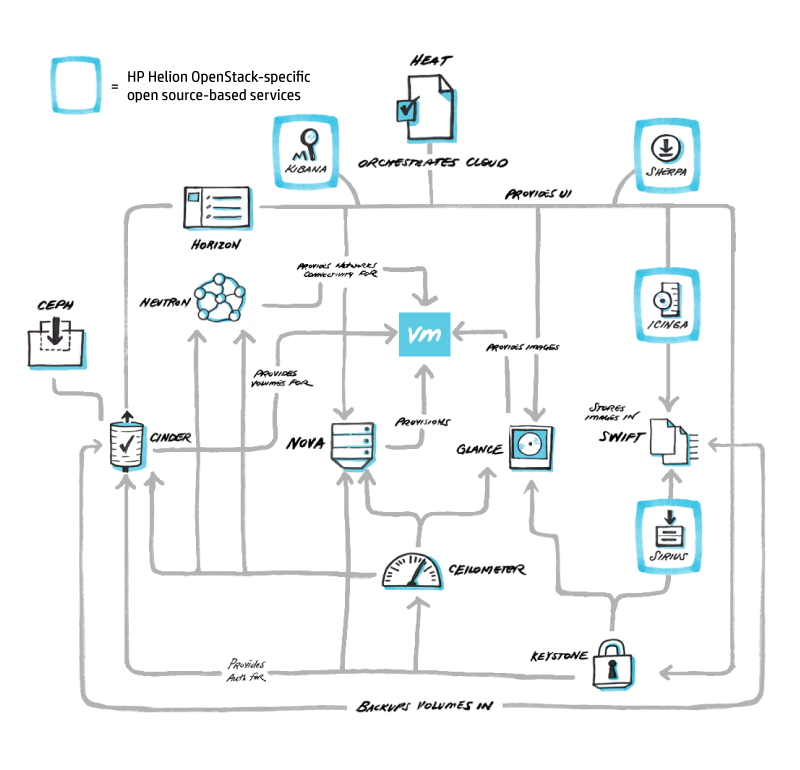 HEAT
= HP Helion OpenStack-specific
open source-based services
KIBANA
ORCHESTRATES CLOUD
SHERPA
PROVIDES UI
HORIZON
PROVIDES NETWORKS
CONNECTIVITY FOR
NEUTRON
CEPH
ICINGA
vm
PROVIDES IMAGES
PROVIDES
VOLUMES FOR
STORES
IMAGES IN
PROVISIONS
CINDER
NOVA
GLANCE
SWIFT
SIRIUS
CEILOMETER
KEYSTONE
PROVIDES
AUTH FOR
BACKUPS VOLUMES IN